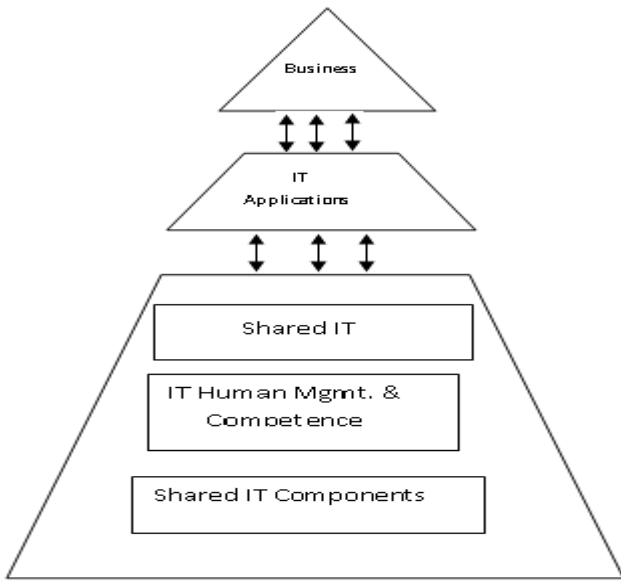 Business
IT
Applications
Shared IT
IT Human Mgmt. &
Competence
Shared IT Components